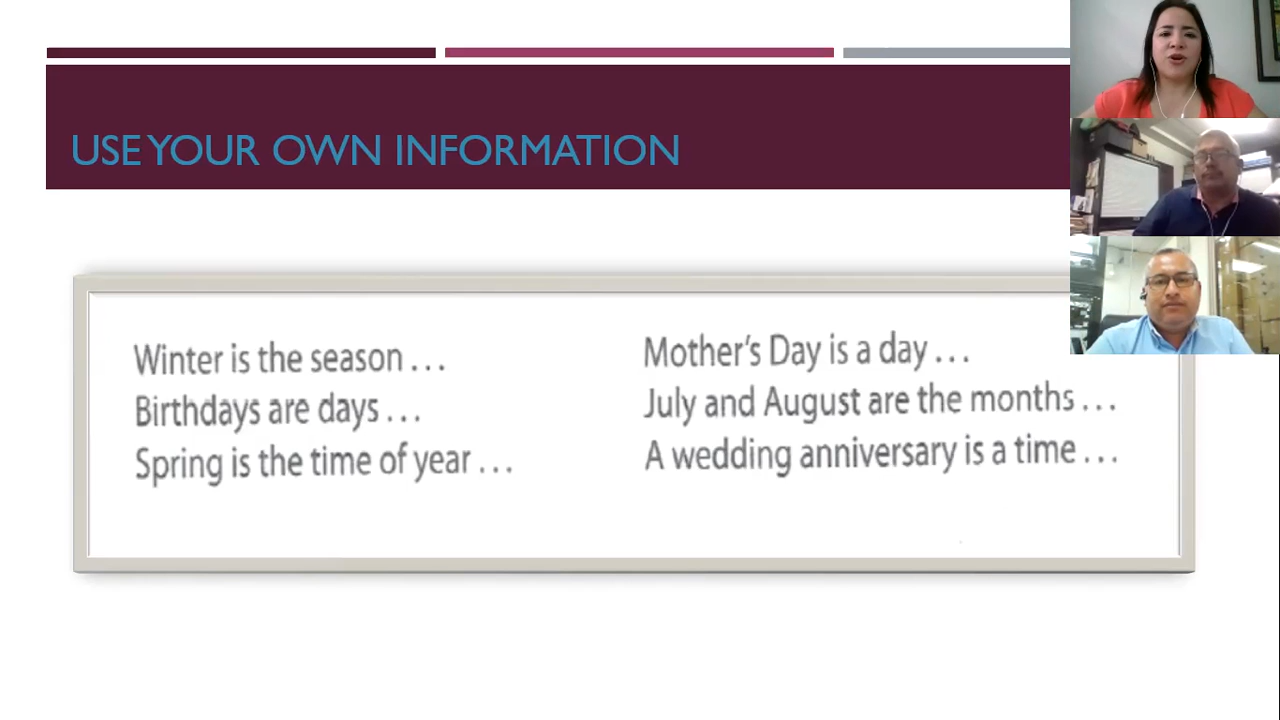 USE YOUR OWN INFORMATION
Winter is the season . . .
Birthdays are days . . .
Spring is the time of year . . .
Mother's Day is a day . . .
July and August are the months . . .
A wedding anniversary is a time . . .